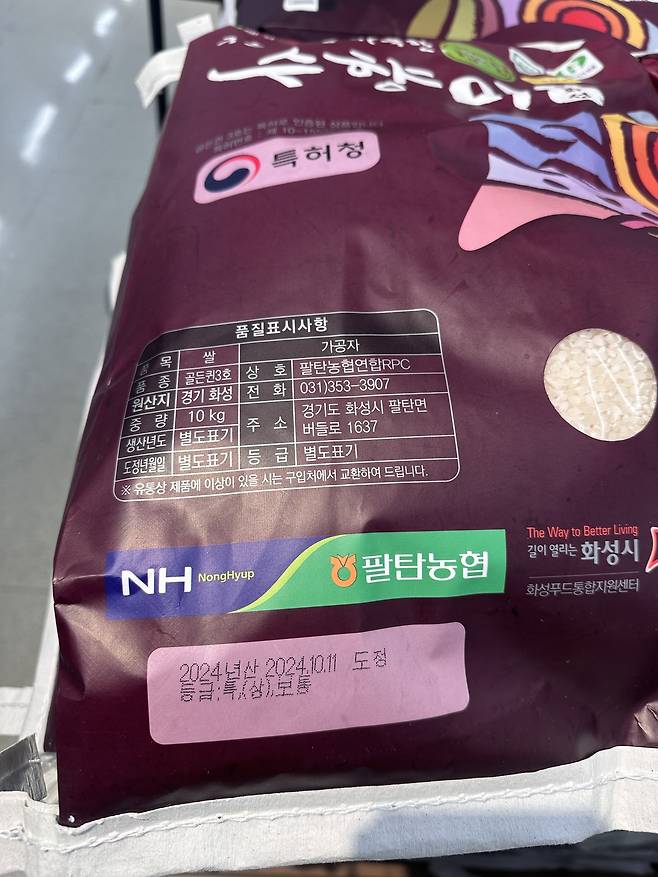 수향미
특허청
품질표시사항
품 목 쌀 가공자
품 종 골든퀸3호 상 호 팔탄농협연합RPC
원산지 경기 화성 전 화 031)353-3907
중 량 10 kg 주 소 경기도 화성시 팔탄면
생산년도 별도표기 버들로 1637
도정년월일 별도표기 등 급 별도표기
※ 유통상 제품에 이상이 있을 시는 구입처에서 교환하여 드립니다.
The Way to Better Living
길이 열리는 화성시
NH NongHyup 팔탄농협
화성푸드통합지원센터
2024년산 2024.10.11 도정
등급;특,(상),보통